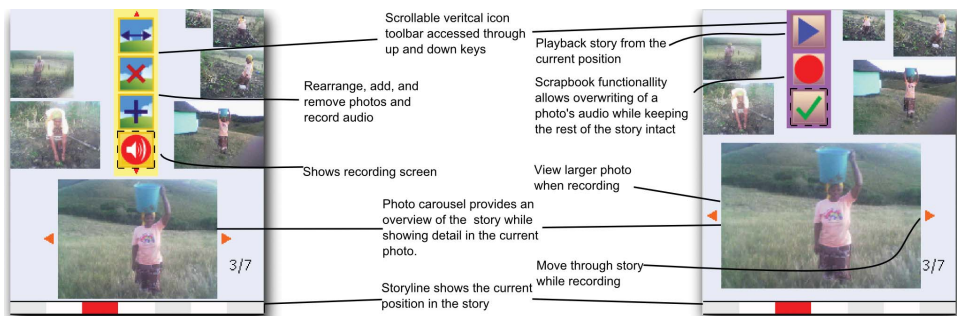 Scrollable veritcal icon
toolbar accessed through
up and down keys
Rearrange, add, and
remove photos and
record audio
Shows recording screen
Photo carousel provides an
overview of the story while
showing detail in the current
photo.
Storyline shows the current
position in the story
3/7
Playback story from the
current position
Scrapbook functionallity
allows overwriting of a
photo's audio while keeping
the rest of the story intact
View larger photo
when recording
Move through story
while recording
3/7